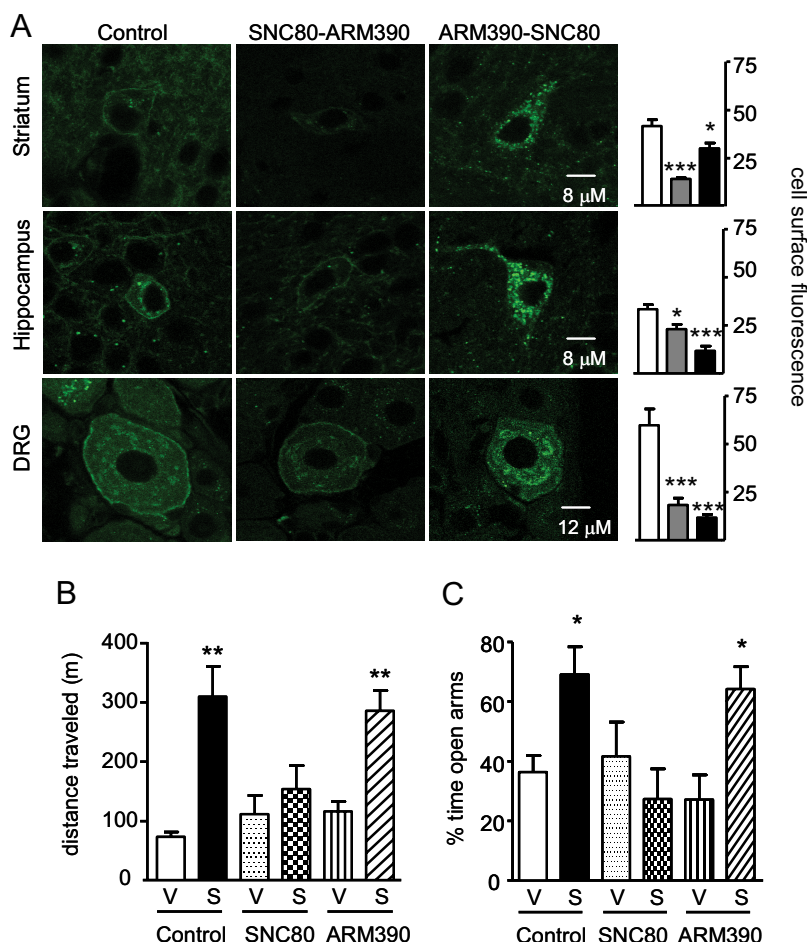 A
Control SNC80-ARM390 ARM390-SNC80
Striatum
8 µM
75
50
25
***
*
Hippocampus
8 µM
75
50
25
*
***
DRG
12 µM
75
50
25
***
***
cell surface fluorescence
B
distance traveled (m)
400
300
200
100
0
**
**
V S V S V S
Control SNC80 ARM390
C
% time open arms
80
60
40
20
0
*
*
V S V S V S
Control SNC80 ARM390